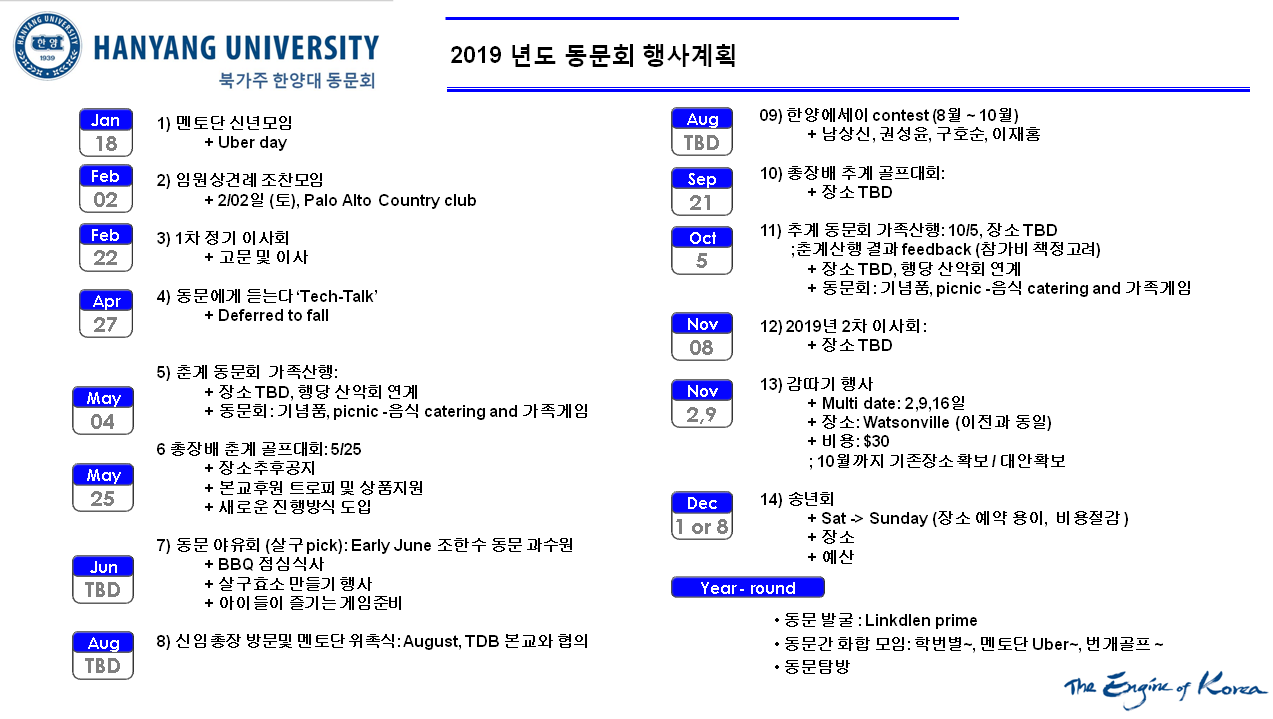 HANYANG UNIVERSITY
북가주 한양대 동문회
한양
1939
2019 년도 동문회 행사계획
Jan
18
1) 멘토단 신년모임
+ Uber day
Feb
02
2) 임원상견례 조찬모임
+ 2/02일 (토), Palo Alto Country club
Feb
22
3) 1차 정기 이사회
+ 고문 및 이사
Apr
27
4) 동문에게 듣는다 ‘Tech-Talk’
+ Deferred to fall
May
04
5) 춘계 동문회 가족산행:
+ 장소 TBD, 행당 산악회 연계
+ 동문회 : 기념품, picnic -음식 catering and 가족게임
May
25
6 총장배 춘계 골프대회: 5/25
+ 장소추후공지
+ 본교후원 트로피 및 상품지원
+ 새로운 진행방식 도입
Jun
TBD
7) 동문 야유회 (살구 pick): Early June 조한수 동문 과수원
+ BBQ 점심식사
+ 살구효소 만들기 행사
+ 아이들이 즐기는 게임준비
Aug
TBD
8) 신임총장 방문및 멘토단 위촉식: August, TDB 본교와 협의
Aug
TBD
09) 한양에세이 contest (8월 ~ 10월)
+ 남상신, 권성윤, 구호순, 이재홍
Sep
21
10) 총장배 추계 골프대회:
+ 장소 TBD
Oct
5
11) 추계 동문회 가족산행: 10/5, 장소 TBD
;춘계산행 결과 feedback (참가비 책정고려)
+ 장소 TBD, 행당 산악회 연계
+ 동문회 : 기념품, picnic -음식 catering and 가족게임
Nov
08
12) 2019년 2차 이사회 :
+ 장소 TBD
Nov
2,9
13) 감따기 행사
+ Multi date: 2,9,16일
+ 장소: Watsonville (이전과 동일)
+ 비용: $30
; 10월까지 기존장소확보 / 대안확보
Dec
1 or 8
14) 송년회
+ Sat -> Sunday (장소 예약 용이, 비용절감 )
+ 장소
+ 예산
Year - round
• 동문 발굴 : Linkdlen prime
• 동문간 화합 모임: 학번별~, 멘토단 Uber~, 번개골프 ~
• 동문탐방
The Engine of Korea